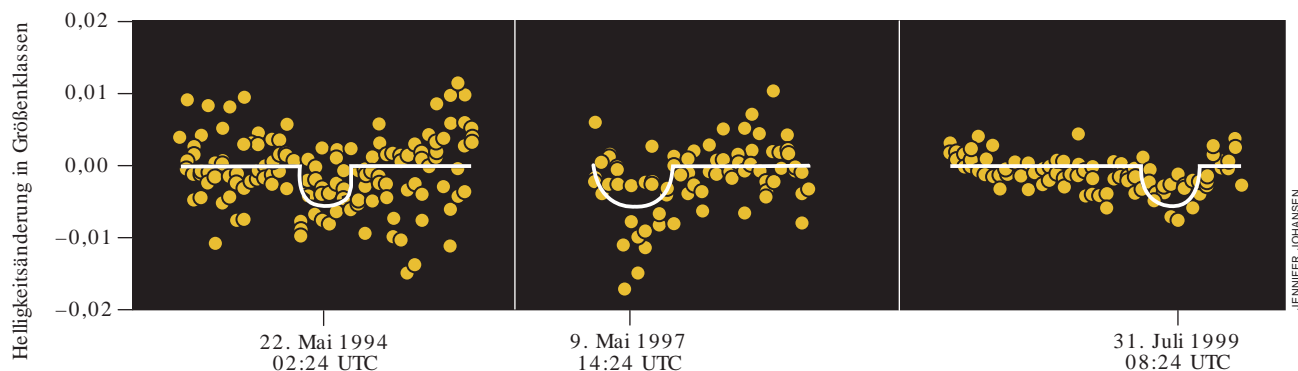 Helligkeitsänderung in Größenklassen
0,02
0,01
0,00
–0,01
–0,02
22. Mai 1994
02:24 UTC
9. Mai 1997
14:24 UTC
31. Juli 1999
08:24 UTC
JENNIFER JOHANSEN